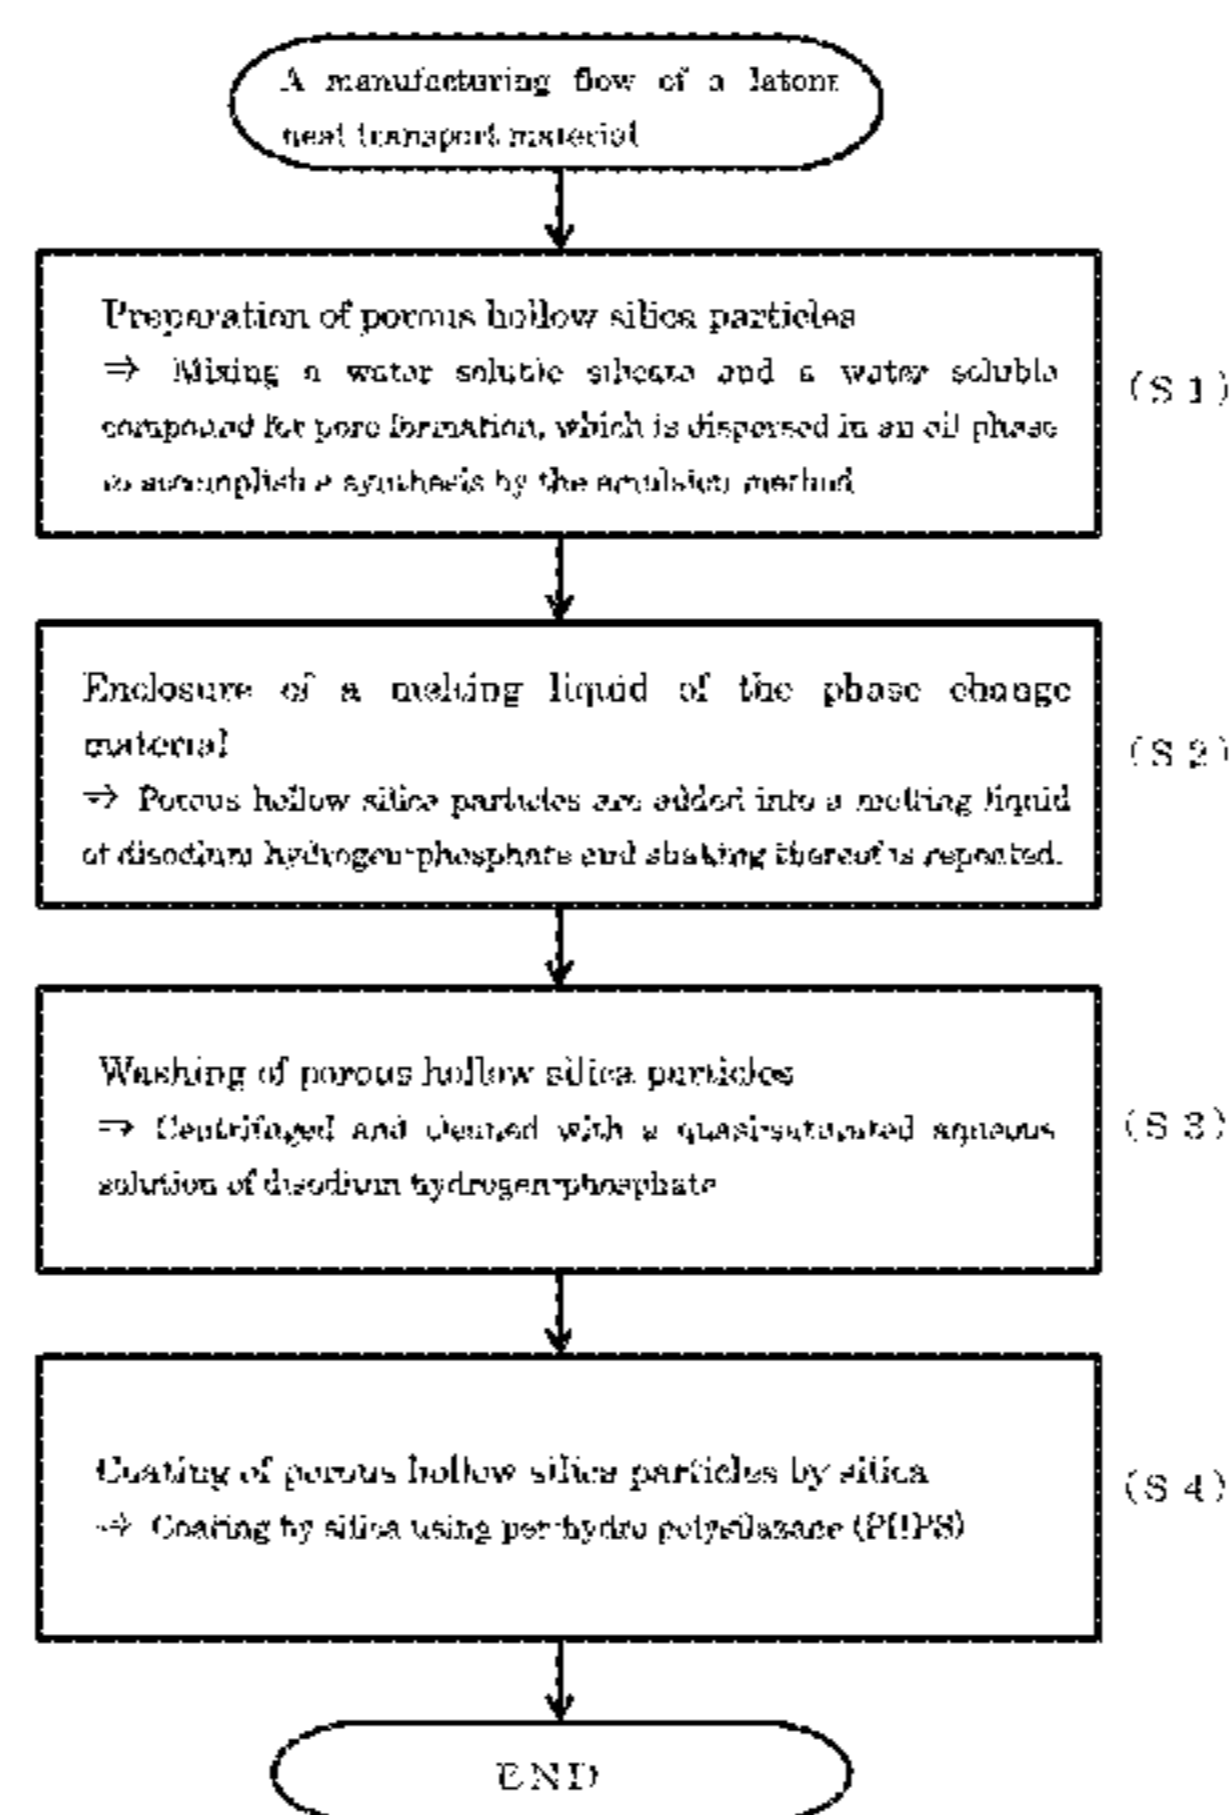 A manufacturing flow of a latent
heat transport material
Preparation of porous hollow silica particles
⇒ Mixing a water soluble silicate and a water soluble
compound for pore formation, which is dispersed in an oil phase
to accomplish a synthesis by the emulsion method
(S1)
Enclosure of a melting liquid of the phase change
material
⇒ Porous hollow silica particles are added into a melting liquid
of disodium hydrogen-phosphate and shaking thereof is repeated.
(S2)
Washing of porous hollow silica particles
⇒ Centrifuged and cleaned with a quasi-saturated aqueous
solution of disodium hydrogen-phosphate
(S3)
Coating of porous hollow silica particles by silica
⇒ Coating by silica using per-hydro polysilazane (PHPS)
(S4)
END